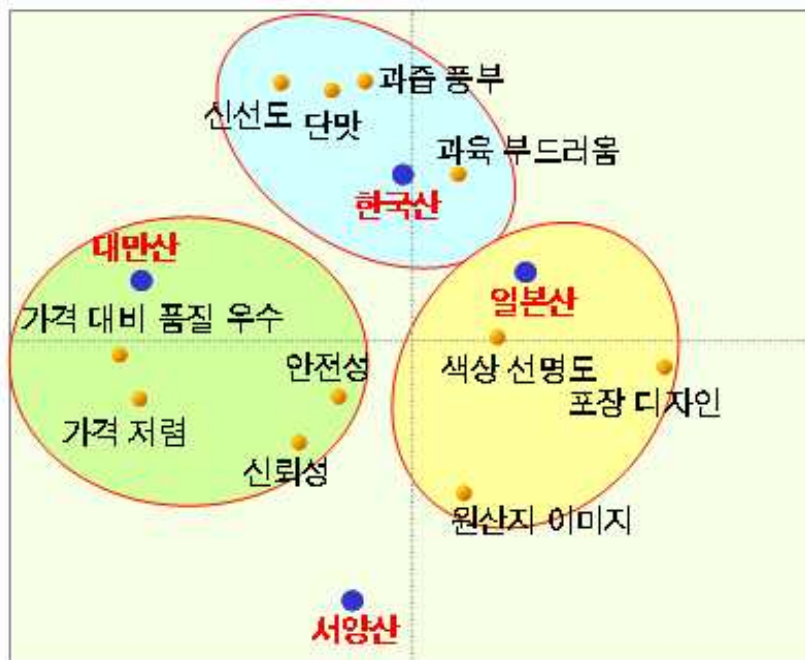 과즙 풍부
신선도
단맛
과육 부드러움
한국산
대만산
일본산
가격 대비 품질 우수
안전성
색상 선명도
포장 디자인
가격 저렴
신뢰성
원산지 이미지
서양산